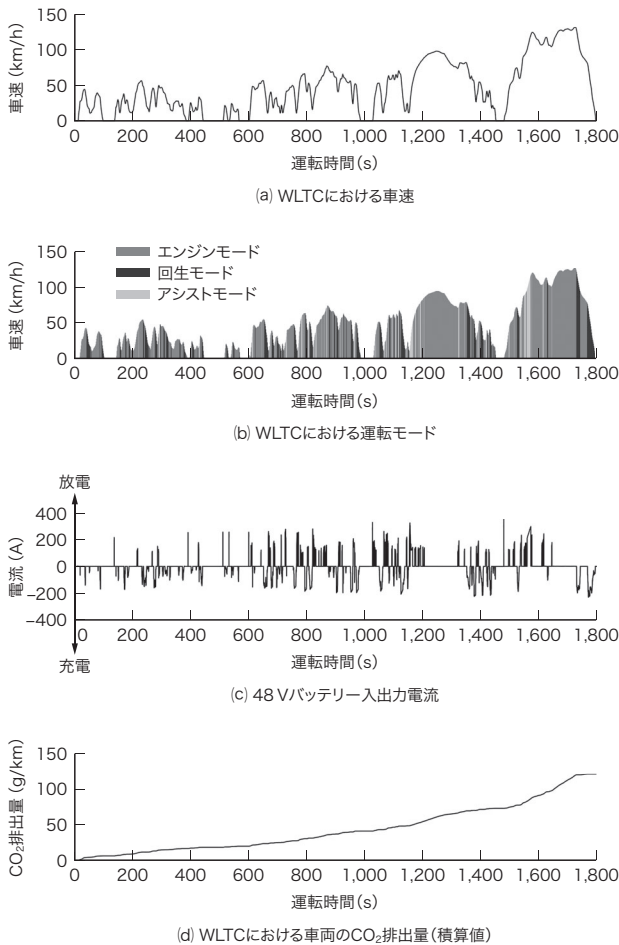 150
100
50
0
車速(km/h)
0 200 400 600 800 1,000 1,200 1,400 1,600 1,800
運転時間(s)
(a) WLTCにおける車速
150
100
50
0
車速(km/h)
エンジンモード
回生モード
アシストモード
0 200 400 600 800 1,000 1,200 1,400 1,600 1,800
運転時間(s)
(b) WLTCにおける運転モード
放電
400
200
0
−200
−400
電流(A)
充電
0 200 400 600 800 1,000 1,200 1,400 1,600 1,800
運転時間(s)
(c) 48 Vバッテリー入出力電流
150
100
50
0
CO₂排出量(g/km)
0 200 400 600 800 1,000 1,200 1,400 1,600 1,800
運転時間(s)
(d) WLTCにおける車両のCO₂排出量(積算値)